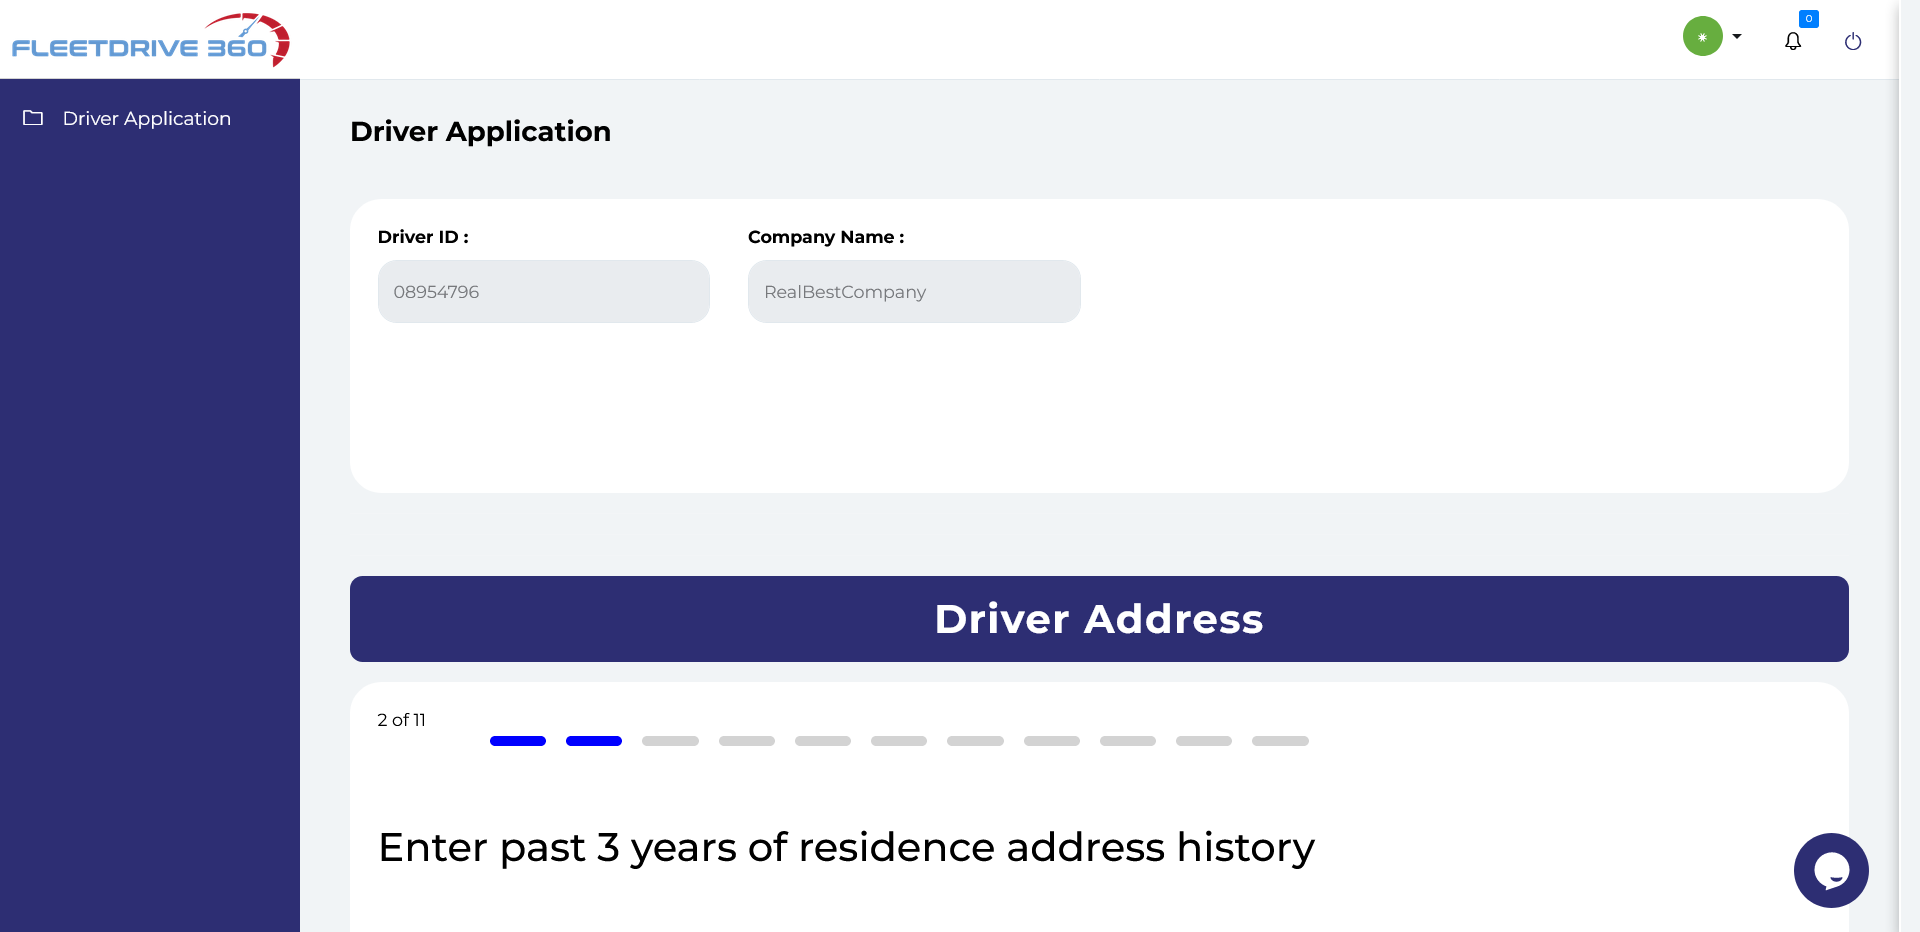 FLEETDRIVE 360
0
Driver Application
Driver Application
Driver ID :
Company Name :
08954796
RealBestCompany
Driver Address
2 of 11
Enter past 3 years of residence address history